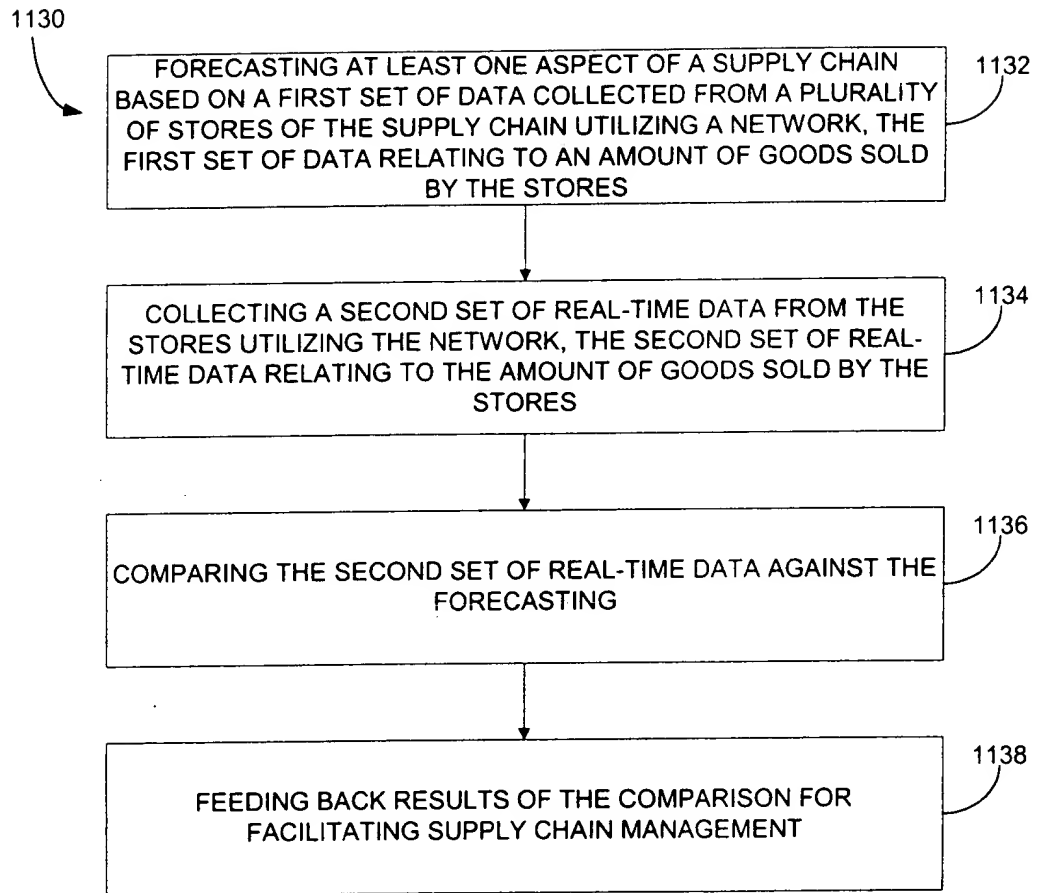 1130
FORECASTING AT LEAST ONE ASPECT OF A SUPPLY CHAIN
BASED ON A FIRST SET OF DATA COLLECTED FROM A PLURALITY
OF STORES OF THE SUPPLY CHAIN UTILIZING A NETWORK, THE
FIRST SET OF DATA RELATING TO AN AMOUNT OF GOODS SOLD
BY THE STORES
1132
COLLECTING A SECOND SET OF REAL-TIME DATA FROM THE
STORES UTILIZING THE NETWORK, THE SECOND SET OF REAL-
TIME DATA RELATING TO THE AMOUNT OF GOODS SOLD BY THE
STORES
1134
COMPARING THE SECOND SET OF REAL-TIME DATA AGAINST THE
FORECASTING
1136
FEEDING BACK RESULTS OF THE COMPARISON FOR
FACILITATING SUPPLY CHAIN MANAGEMENT
1138